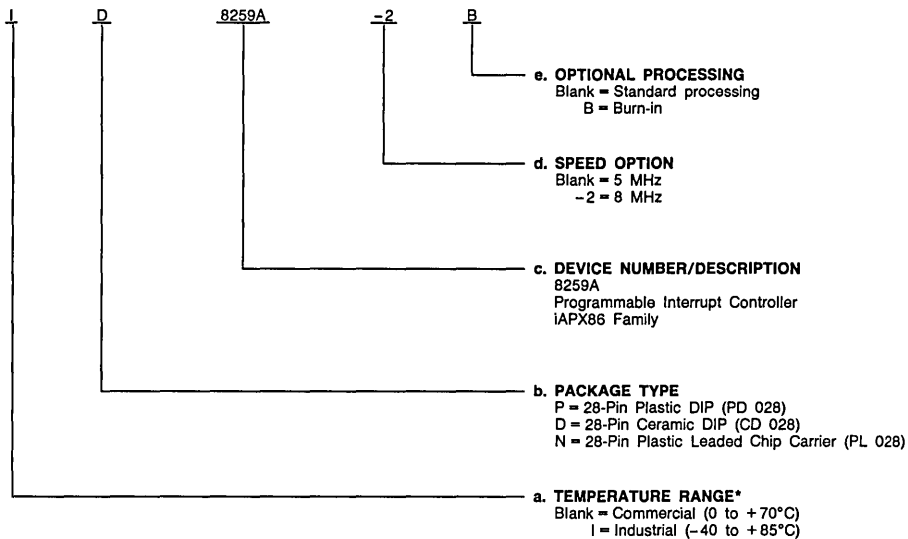 I D 8259A -2 B
e. OPTIONAL PROCESSING
Blank = Standard processing
B = Burn-in
d. SPEED OPTION
Blank = 5 MHz
-2 = 8 MHz
c. DEVICE NUMBER/DESCRIPTION
8259A
Programmable Interrupt Controller
iAPX86 Family
b. PACKAGE TYPE
P = 28-Pin Plastic DIP (PD 028)
D = 28-Pin Ceramic DIP (CD 028)
N = 28-Pin Plastic Leaded Chip Carrier (PL 028)
a. TEMPERATURE RANGE*
Blank = Commercial (0 to +70°C)
I = Industrial (-40 to +85°C)